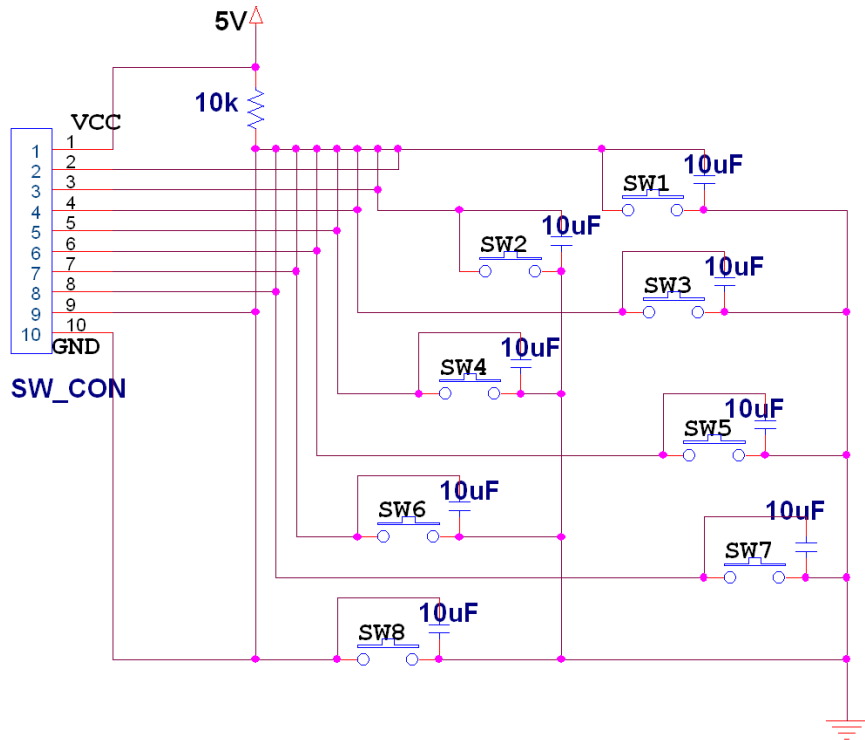 5V
10k
VCC
1 1
2 2
3 3
4 4
5 5
6 6
7 7
8 8
9 9
10 10
GND
SW_CON
10uF
SW1
10uF
SW2
10uF
SW3
10uF
SW4
10uF
SW5
10uF
SW6
10uF
SW7
10uF
SW8